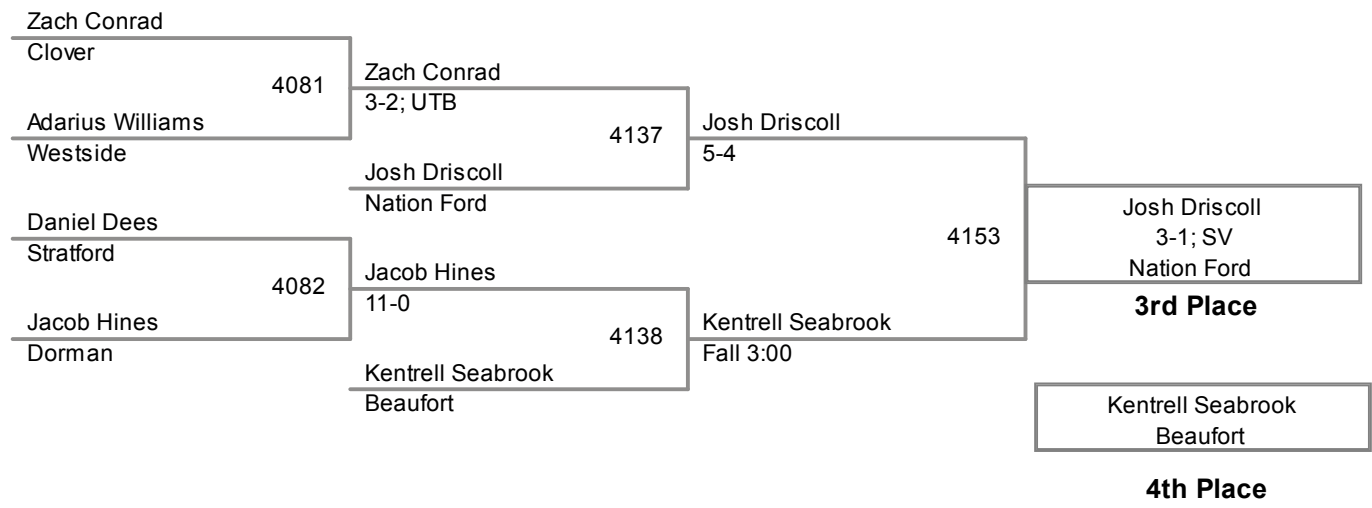 Zach Conrad
Clover
4081
Adarius Williams
Westside
Daniel Dees
Stratford
4082
Jacob Hines
Dorman
Zach Conrad
3-2; UTB
4137
Josh Driscoll
Nation Ford
Jacob Hines
11-0
4138
Kentrell Seabrook
Beaufort
Josh Driscoll
5-4
4153
Kentrell Seabrook
Fall 3:00
Josh Driscoll
3-1; SV
Nation Ford
3rd Place
Kentrell Seabrook
Beaufort
4th Place